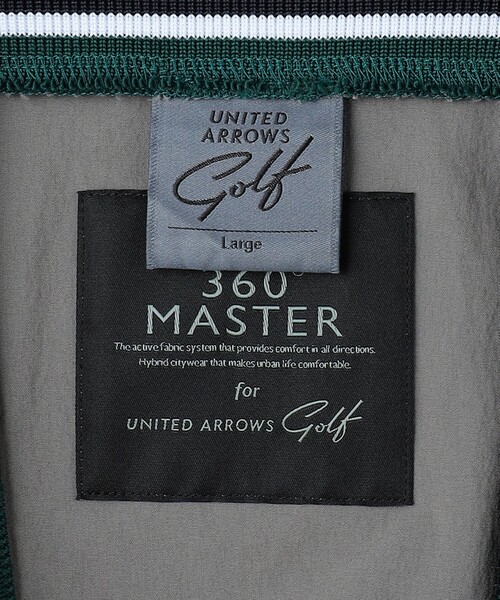 UNITED
ARROWS
Golf
Large
360°
MASTER
The active fabric system that provides comfort in all directions.
Hybrid citywear that makes urban life comfortable.
for
UNITED ARROWS Golf